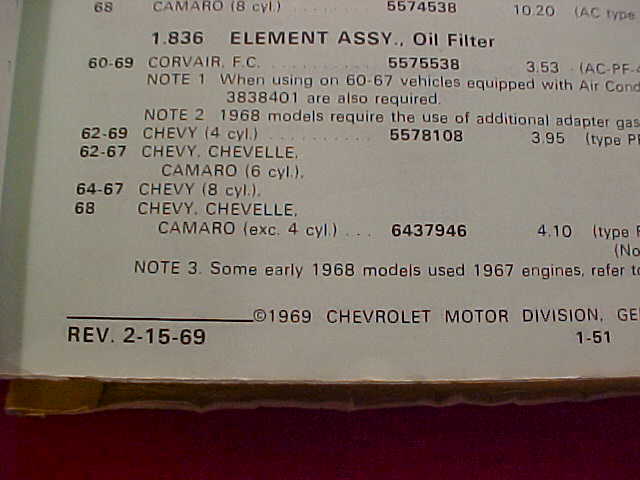 68 CAMARO (8 cyl.) . . . . . . . . 5574538 10.20 (AC type
1.836 ELEMENT ASSY., Oil Filter
60-69 CORVAIR, F.C. . . . . . . . . . . 5575538 3.53 (AC-PF-4
NOTE 1 When using on 60-67 vehicles equipped with Air Cond
3838401 are also required.
NOTE 2 1968 models require the use of additional adapter gas
62-69 CHEVY (4 cyl.) . . . . . . . . . . 5578108 3.95 (type PF
62-67 CHEVY, CHEVELLE,
CAMARO (6 cyl.),
64-67 CHEVY (8 cyl.),
68 CHEVY, CHEVELLE,
CAMARO (exc. 4 cyl.) . . . 6437946 4.10 (type
(No
NOTE 3. Some early 1968 models used 1967 engines, refer to
©1969 CHEVROLET MOTOR DIVISION, GE
REV. 2-15-69 1-51